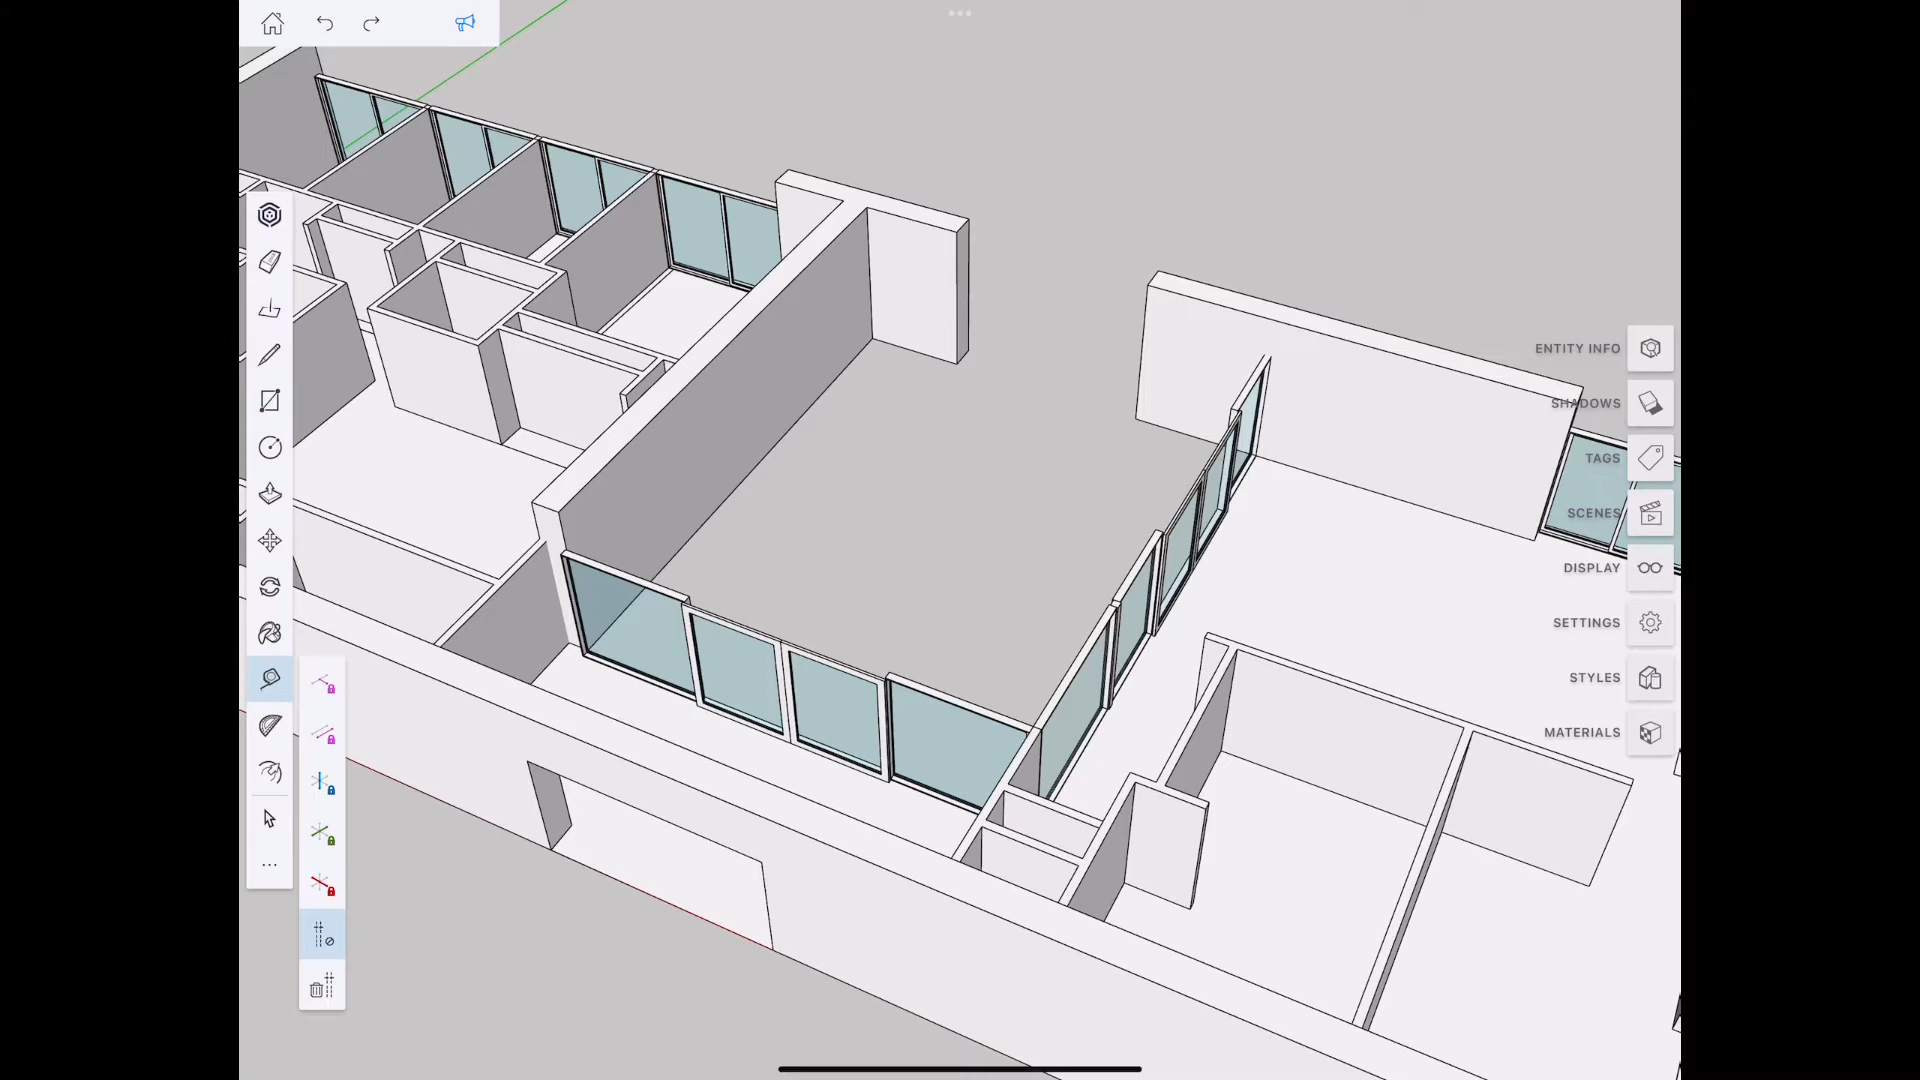 ENTITY INFO
SHADOWS
TAGS
SCENES
DISPLAY
SETTINGS
STYLES
MATERIALS